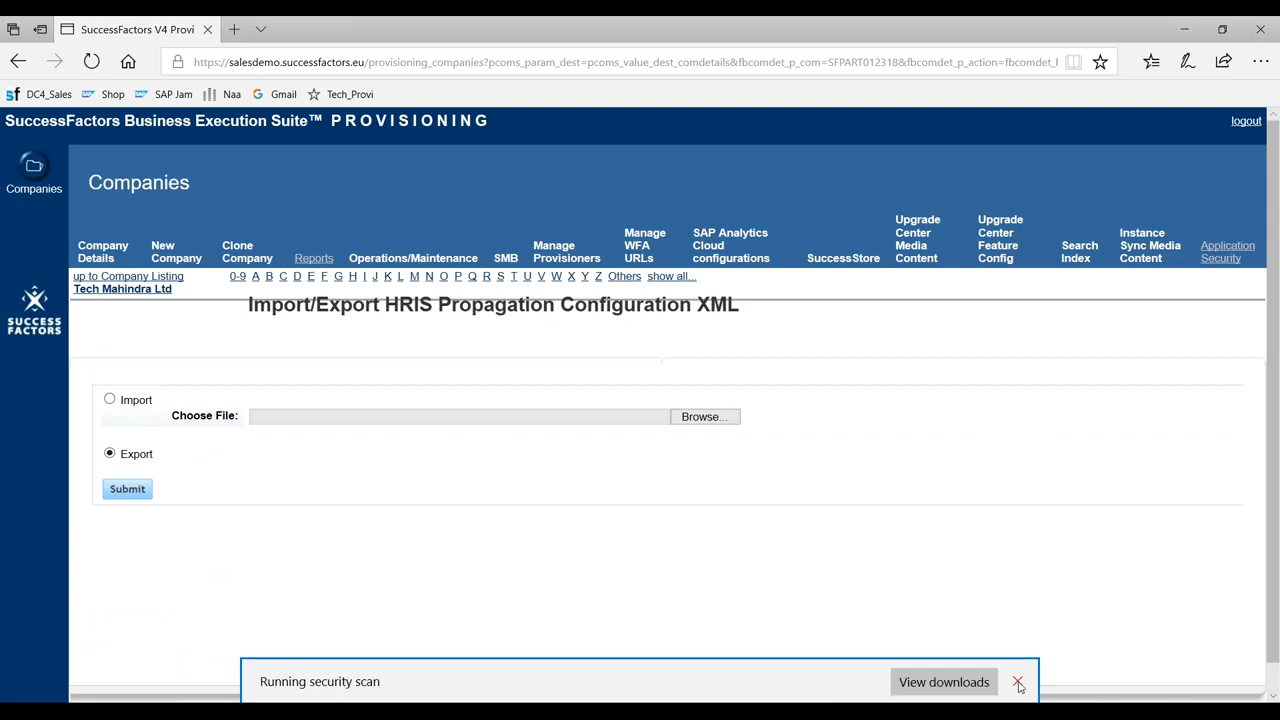 SuccessFactors V4 Provi
https://salesdemo.successfactors.eu/provisioning_companies?pcoms_param_dest=pcoms_value_dest_comdetails&fbcomdet_p_com=SFPART012318&fbcomdet_p_action=fbcomdet_l
DC4_Sales Shop SAP Jam Naa Gmail Tech_Provi
SuccessFactors Business Execution Suite™ PROVISIONING
logout
Companies
Companies
Company Details
New Company
Clone Company
Reports
Operations/Maintenance
SMB
Manage Provisioners
Manage WFA URLs
SAP Analytics Cloud configurations
SuccessStore
Upgrade Center Media Content
Upgrade Center Feature Config
Search Index
Instance Sync Media Content
Application Security
up to Company Listing
0-9 A B C D E F G H I J K L M N O P Q R S T U V W X Y Z Others show all...
Tech Mahindra Ltd
Import/Export HRIS Propagation Configuration XML
SUCCESS
FACTORS
Import
Choose File: Browse...
Export
Submit
Running security scan
View downloads